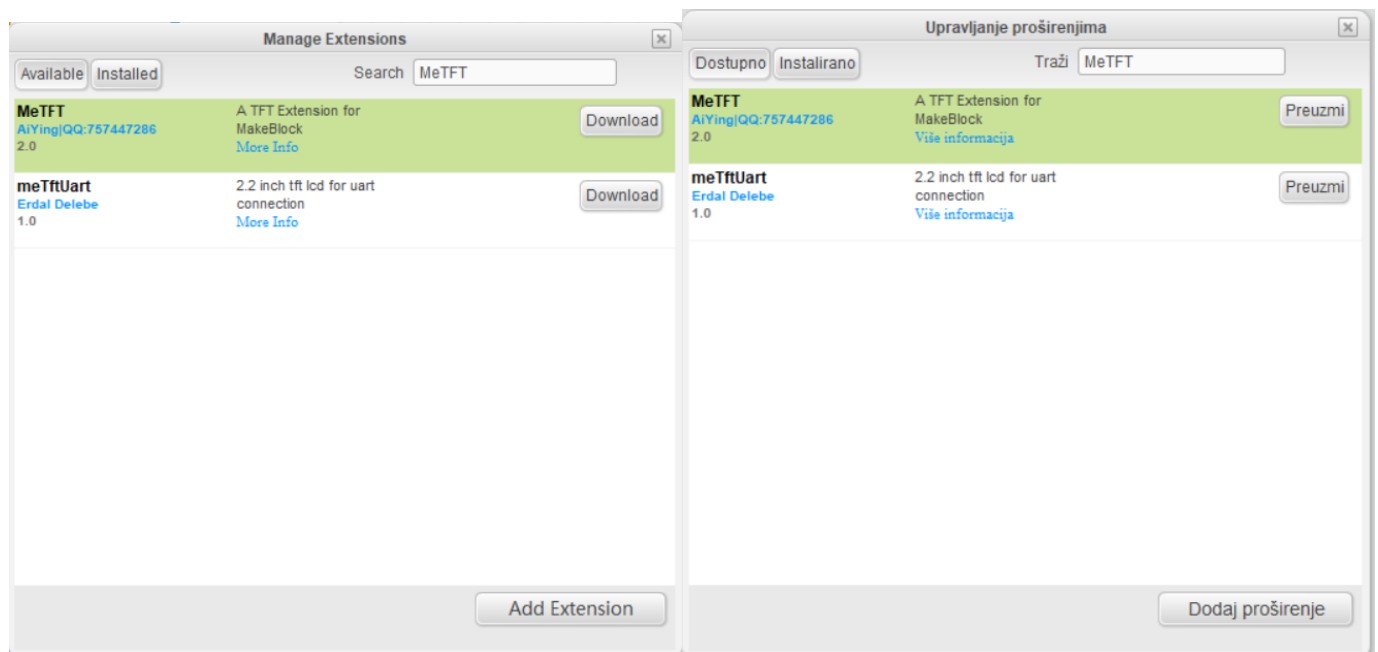 Manage Extensions
Available Installed Search MeTFT
MeTFT
AiYing|QQ:757447286
2.0
A TFT Extension for
MakeBlock
More Info
Download
meTftUart
Erdal Delebe
1.0
2.2 inch tft lcd for uart
connection
More Info
Download
Add Extension
Upravljanje proširenjima
Dostupno Instalirano Traži MeTFT
MeTFT
AiYing|QQ:757447286
2.0
A TFT Extension for
MakeBlock
Više informacija
Preuzmi
meTftUart
Erdal Delebe
1.0
2.2 inch tft lcd for uart
connection
Više informacija
Preuzmi
Dodaj proširenje